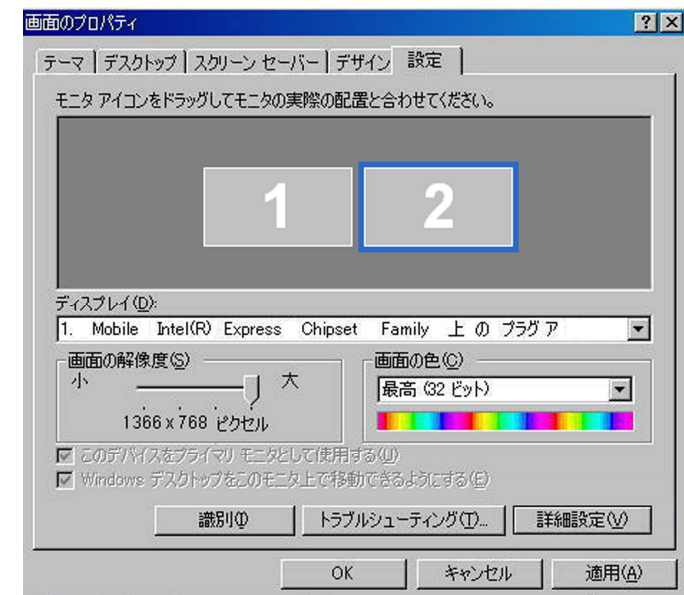 画面のプロパティ
テーマ デスクトップ スクリーン セーバー デザイン 設定
モニタ アイコンをドラッグしてモニタの実際の配置と合わせてください。
1 2
ディスプレイ(D):
1. Mobile Intel(R) Express Chipset Family 上 の プラグ ア
画面の解像度(S) 画面の色(C)
小 大 最高 (32 ビット)
1366 x 768 ピクセル
このデバイスをプライマリ モニタとして使用する(U)
Windows デスクトップをこのモニタ上で移動できるようにする(E)
識別(I) トラブルシューティング(T)... 詳細設定(V)
OK キャンセル 適用(A)